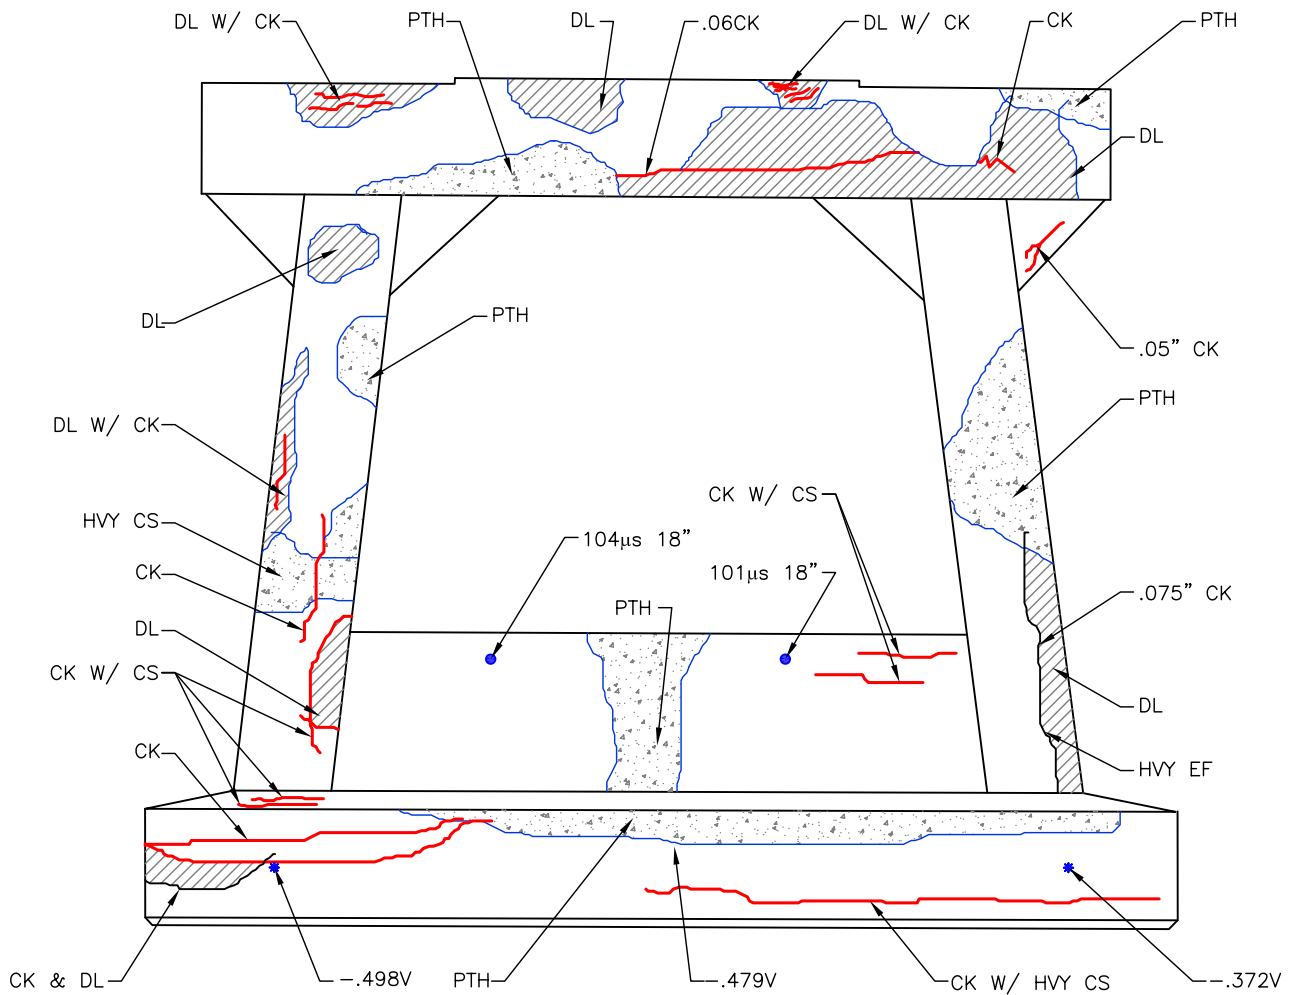 DL W/ CK
PTH
DL
.06CK
DL W/ CK
CK
PTH
DL
DL
PTH
.05” CK
PTH
DL W/ CK
CK W/ CS
HVY CS
104μs 18”
CK
101μs 18”
.075” CK
PTH
DL
CK W/ CS
DL
CK
HVY EF
CK & DL
-.498V
PTH
-.479V
CK W/ HVY CS
-.372V